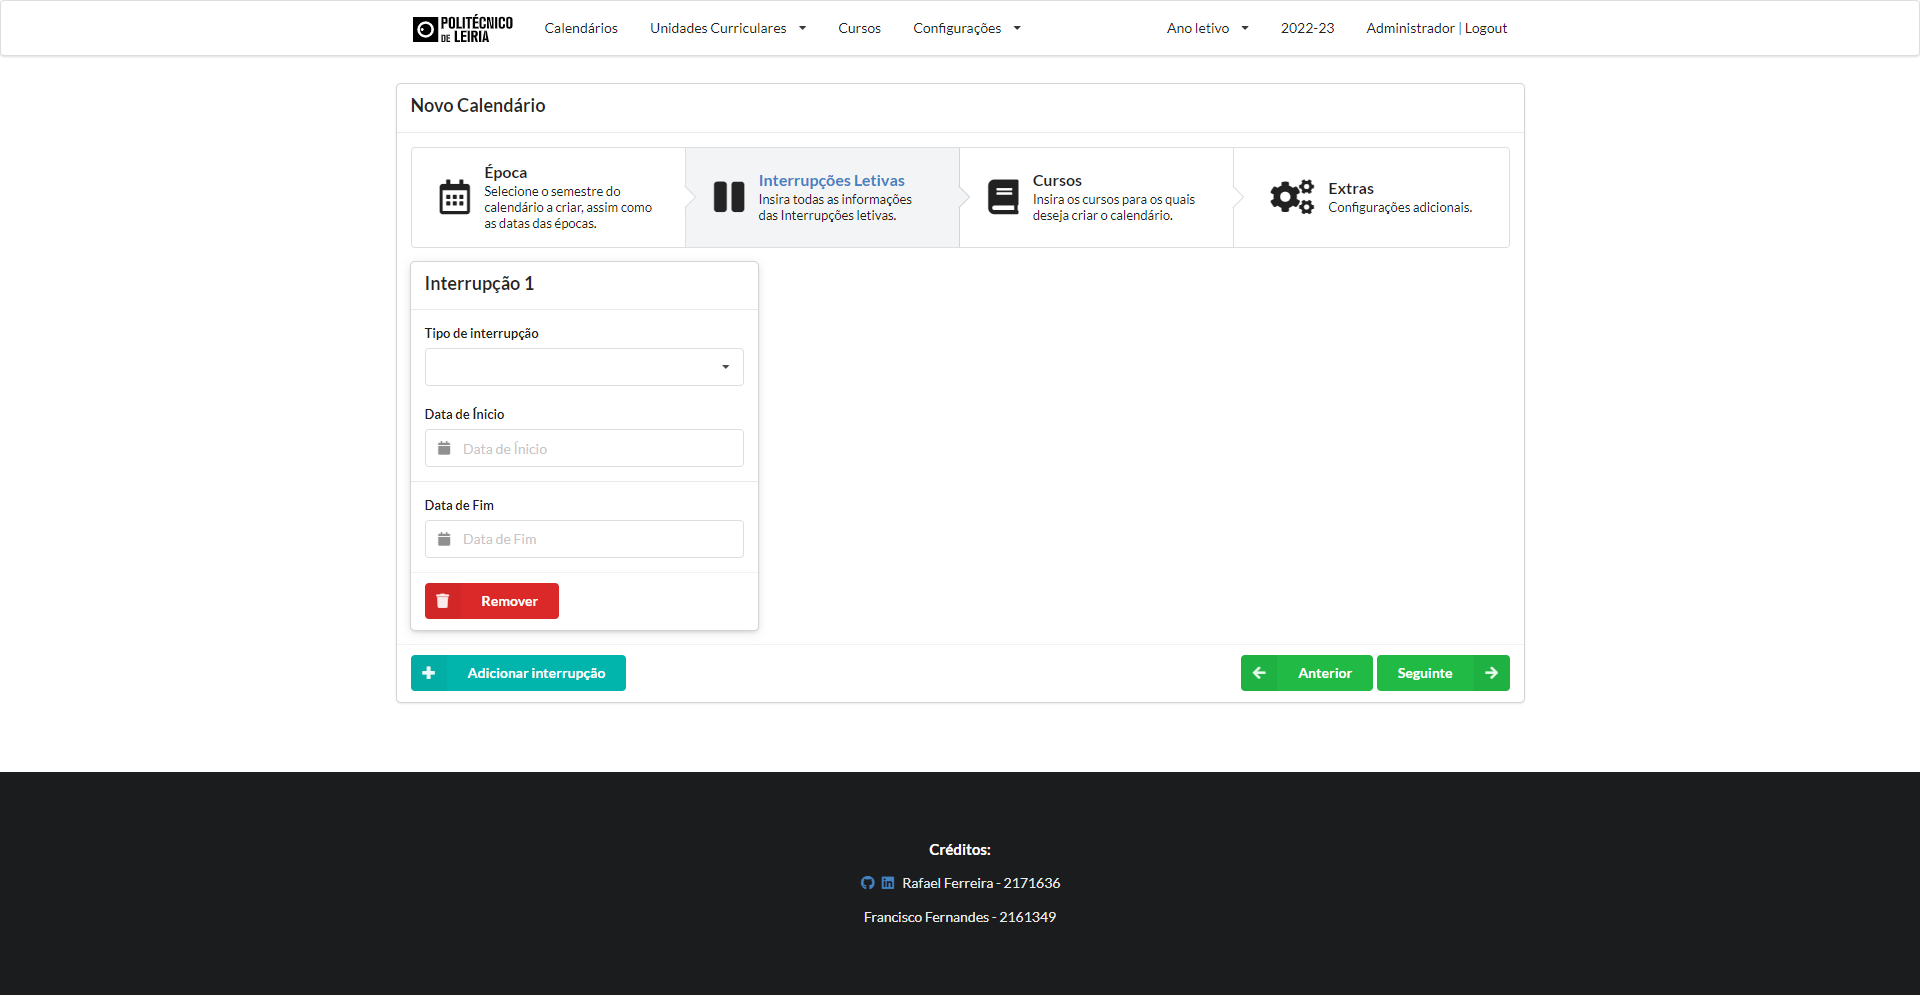 POLITÉCNICO
DE LEIRIA
Calendários
Unidades Curriculares
Cursos
Configurações
Ano letivo
2022-23
Administrador | Logout
Novo Calendário
Época
Selecione o semestre do
calendário a criar, assim como
as datas das épocas.
Interrupções Letivas
Insira todas as informações
das Interrupções letivas.
Cursos
Insira os cursos para os quais
deseja criar o calendário.
Extras
Configurações adicionais.
Interrupção 1
Tipo de interrupção
Data de Ínicio
Data de Ínicio
Data de Fim
Data de Fim
Remover
Adicionar interrupção
Anterior
Seguinte
Créditos:
Rafael Ferreira - 2171636
Francisco Fernandes - 2161349